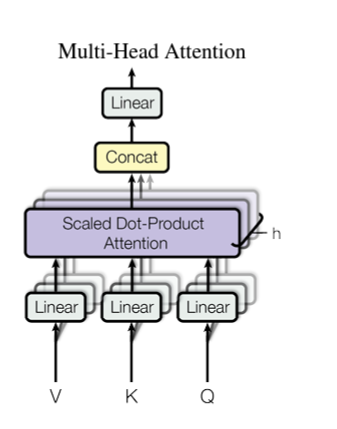 Multi-Head Attention
Linear
Concat
Scaled Dot-Product
Attention
h
Linear Linear Linear
V K Q